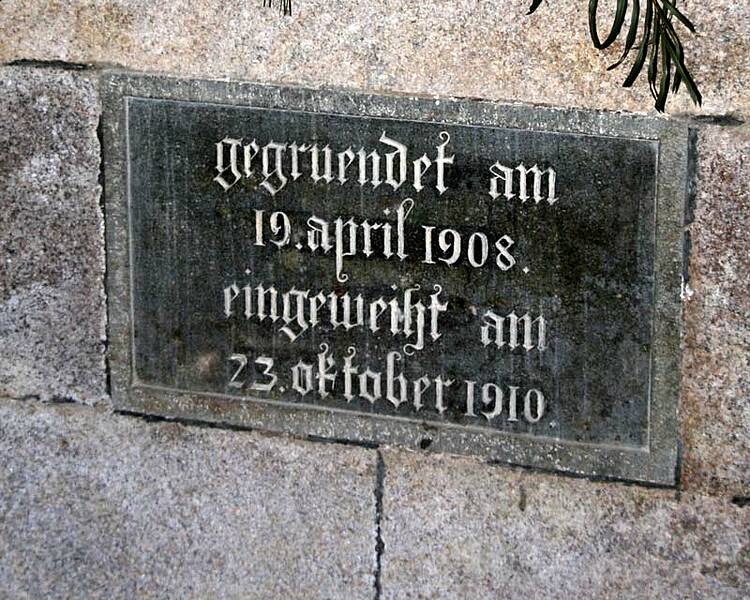 gegruendet am
19. april 1908.
eingeweiht am
23. oktober 1910.